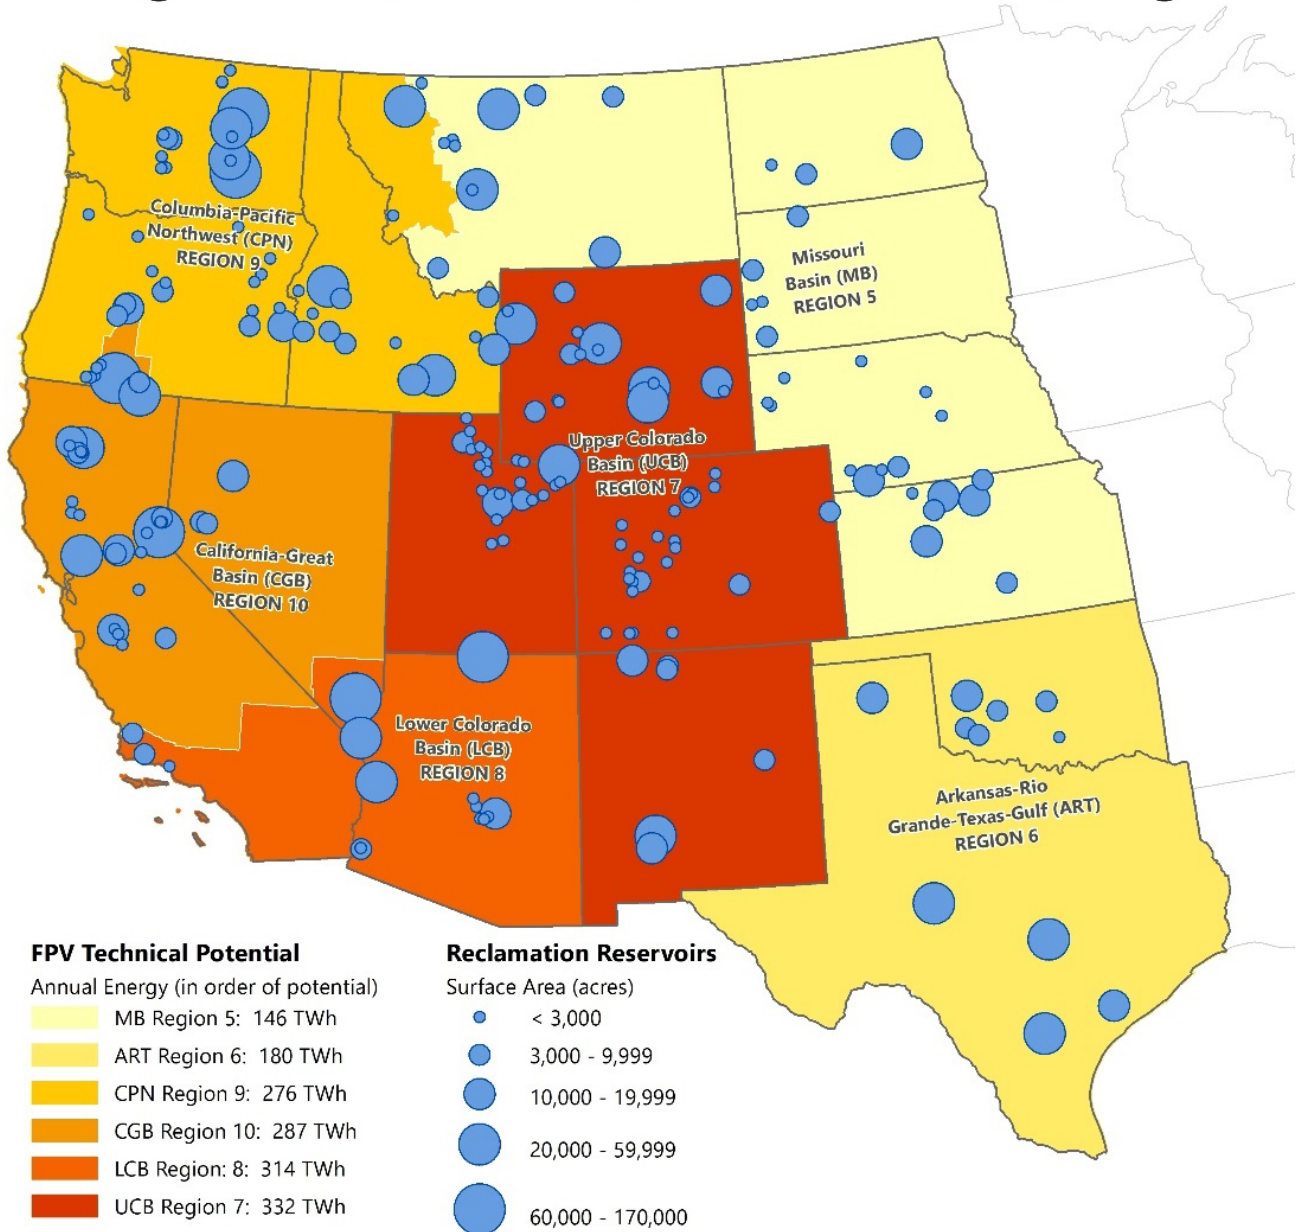 Columbia-Pacific
Northwest (CPN)
REGION 9
Missouri
Basin (MB)
REGION 5
Upper Colorado
Basin (UCB)
REGION 7
California-Great
Basin (CGB)
REGION 10
Lower Colorado
Basin (LCB)
REGION 8
Arkansas-Rio
Grande-Texas-Gulf (ART)
REGION 6
FPV Technical Potential
Annual Energy (in order of potential)
MB Region 5: 146 TWh
ART Region 6: 180 TWh
CPN Region 9: 276 TWh
CGB Region 10: 287 TWh
LCB Region: 8: 314 TWh
UCB Region 7: 332 TWh
Reclamation Reservoirs
Surface Area (acres)
< 3,000
3,000 - 9,999
10,000 - 19,999
20,000 - 59,999
60,000 - 170,000